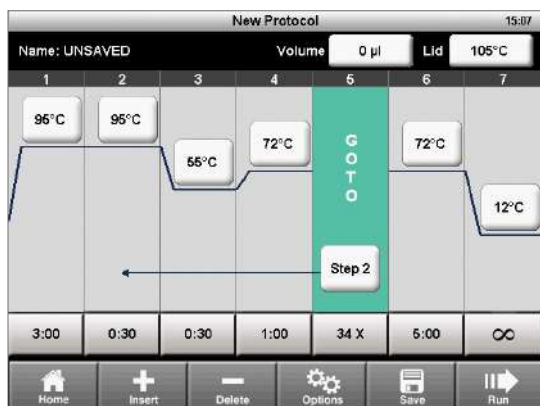 New Protocol 15:07
Name: UNSAVED Volume 0 µl Lid 105°C
1 2 3 4 5 6 7
95°C 95°C 55°C 72°C GOTO 72°C 12°C
Step 2
3:00 0:30 0:30 1:00 34 X 5:00 ∞
Home Insert Delete Options Save Run